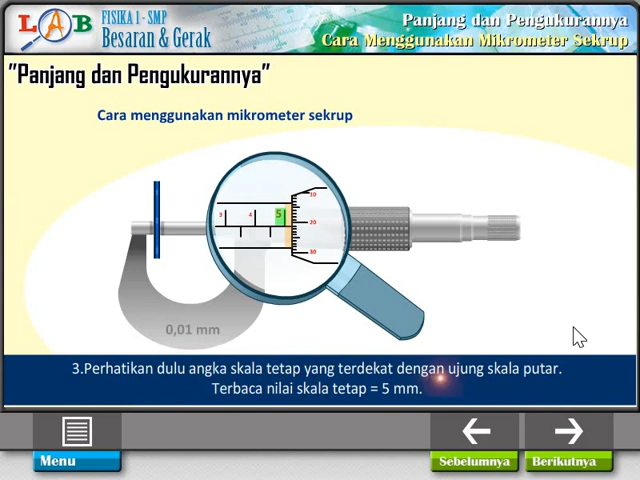 LAB
FISIKA 1 - SMP
Besaran & Gerak
Panjang dan Pengukurannya
Cara Menggunakan Mikrometer Sekrup
"Panjang dan Pengukurannya"
Cara menggunakan mikrometer sekrup
10
3 4 5
20
30
0,01 mm
3.Perhatikan dulu angka skala tetap yang terdekat dengan ujung skala putar.
Terbaca nilai skala tetap = 5 mm.
Menu
Sebelumnya
Berikutnya